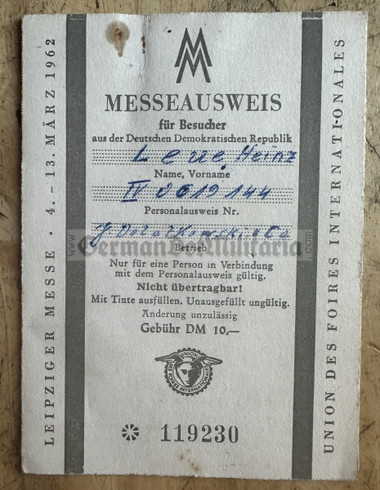 LEIPZIGER MESSE · 4. – 13. MÄRZ 1962
MM
MESSEAUSWEIS
für Besucher
aus der Deutschen Demokratischen Republik
Heinz
Name, Vorname
IV 0619144
Personalausweis Nr.
Betrieb
Nur für eine Person in Verbindung
mit dem Personalausweis gültig.
Nicht übertragbar!
Mit Tinte ausfüllen. Unausgefüllt ungültig.
Änderung unzulässig
Gebühr DM 10,—
119230
UNION DES FOIRES INTERNATIONALES